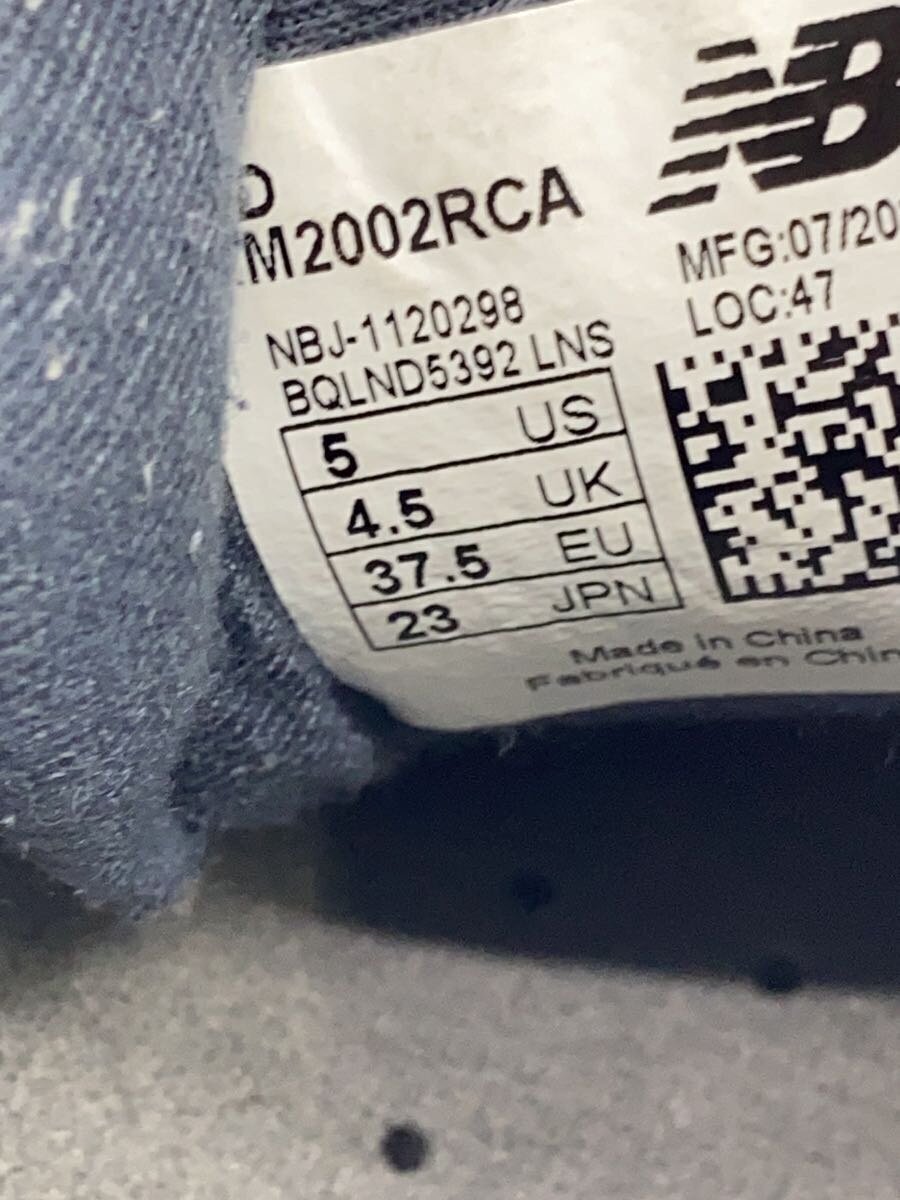 D
M2002RCA
NBJ-1120298
BQLND5392 LNS
5 US
4.5 UK
37.5 EU
23 JPN
NB
MFG:07/20
LOC:47
Made in China
Fabriqué en Chin